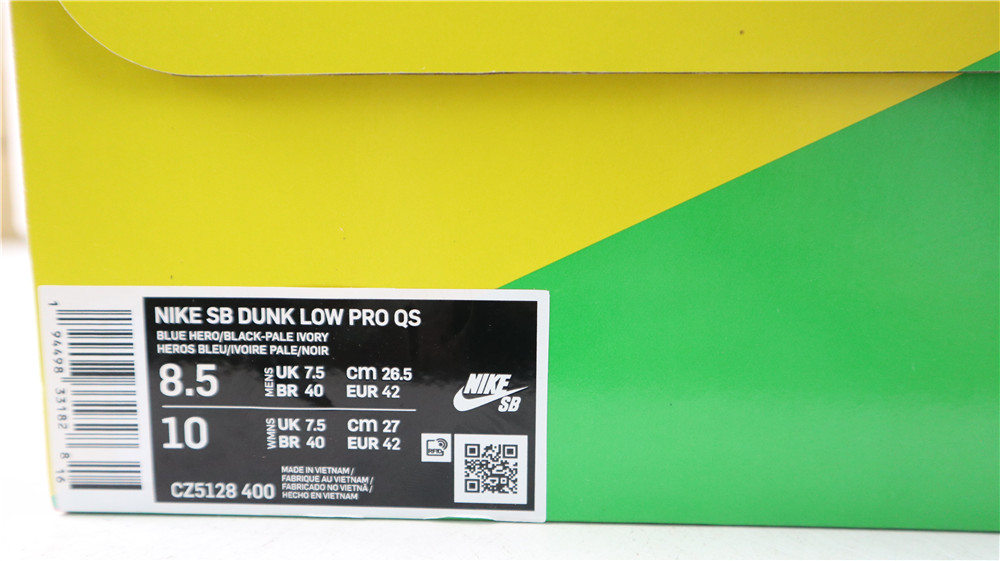 NIKE SB DUNK LOW PRO QS
BLUE HERO/BLACK-PALE IVORY
HEROS BLEU/IVOIRE PALE/NOIR
8.5 MENS UK 7.5 cm 26.5
BR 40 EUR 42
10 WMNS UK 7.5 cm 27
BR 40 EUR 42
NIKE
SB
RFID
MADE IN VIETNAM /
FABRIQUE AU VIETNAM /
FABRICADO NO VIETNÃ /
HECHO EN VIETNAM
CZ5128 400
1 94498 33182 8 16